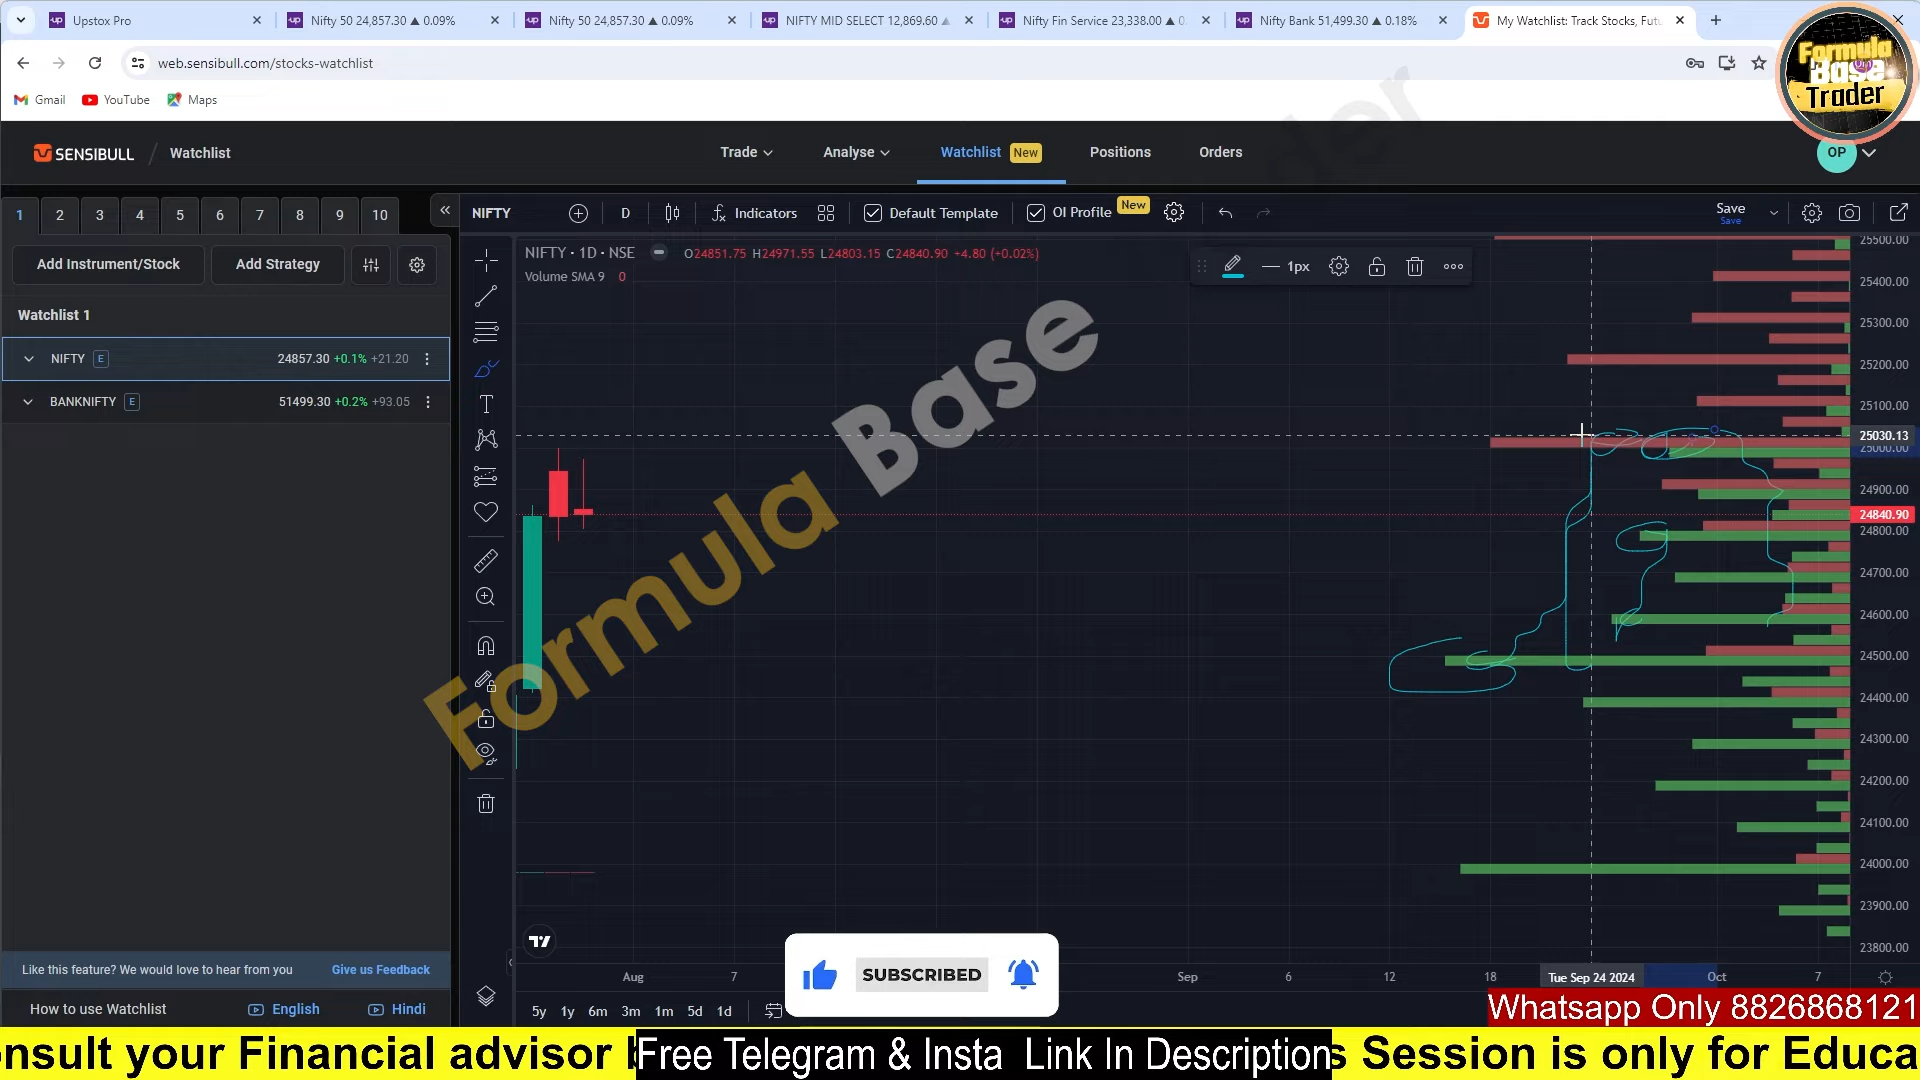 Upstox Pro
Nifty 50 24,857.30 ▲ 0.09%
Nifty 50 24,857.30 ▲ 0.09%
NIFTY MID SELECT 12,869.60
Nifty Fin Service 23,338.00 ▲ 0.
Nifty Bank 51,499.30 ▲ 0.18%
My Watchlist: Track Stocks, Futu
web.sensibull.com/stocks-watchlist
Gmail
YouTube
Maps
Formula
Base
Trader
SENSIBULL / Watchlist
Trade
Analyse
Watchlist New
Positions
Orders
OP
1 2 3 4 5 6 7 8 9 10
NIFTY
D
Indicators
Default Template
OI Profile New
Save
Save
Add Instrument/Stock
Add Strategy
Watchlist 1
NIFTY E 24857.30 +0.1% +21.20
BANKNIFTY E 51499.30 +0.2% +93.05
NIFTY · 1D · NSE O24851.75 H24971.55 L24803.15 C24840.90 +4.80 (+0.02%)
Volume SMA 9 0
1px
Formula Base
25500.00
25400.00
25300.00
25200.00
25100.00
25030.13
25000.00
24900.00
24840.90
24800.00
24700.00
24600.00
24500.00
24400.00
24300.00
24200.00
24100.00
24000.00
23900.00
23800.00
Aug 7 Sep 6 12 18 Tue Sep 24 2024 Oct 7
5y 1y 6m 3m 1m 5d 1d
Like this feature? We would love to hear from you Give us Feedback
How to use Watchlist English Hindi
SUBSCRIBED
Whatsapp Only 8826868121
onsult your Financial advisor
Free Telegram & Insta Link In Description
s Session is only for Educa